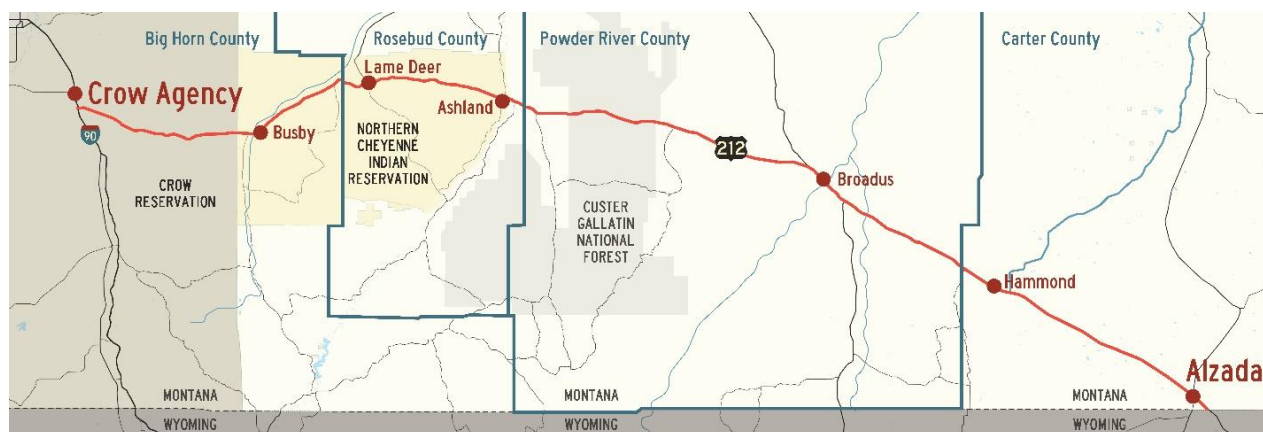 Big Horn County
Rosebud County
Powder River County
Carter County
Lame Deer
Crow Agency
Ashland
90
Busby
NORTHERN
CHEYENNE
INDIAN
RESERVATION
212
CROW
RESERVATION
Broadus
CUSTER
GALLATIN
NATIONAL
FOREST
Hammond
Alzada
MONTANA
WYOMING
MONTANA
WYOMING
MONTANA
WYOMING